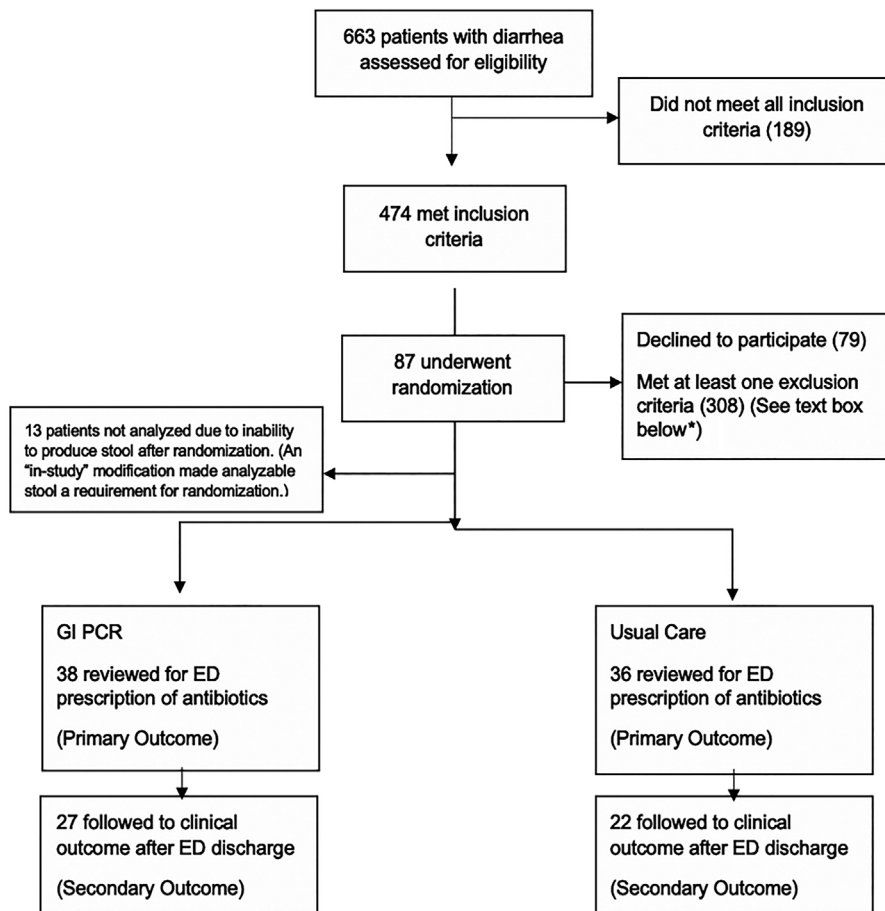 663 patients with diarrhea
assessed for eligibility
Did not meet all inclusion
criteria (189)
474 met inclusion
criteria
87 underwent
randomization
Declined to participate (79)
Met at least one exclusion
criteria (308) (See text box
below*)
13 patients not analyzed due to inability
to produce stool after randomization. (An
"in-study" modification made analyzable
stool a requirement for randomization.)
GI PCR
38 reviewed for ED
prescription of antibiotics
(Primary Outcome)
Usual Care
36 reviewed for ED
prescription of antibiotics
(Primary Outcome)
27 followed to clinical
outcome after ED discharge
(Secondary Outcome)
22 followed to clinical
outcome after ED discharge
(Secondary Outcome)